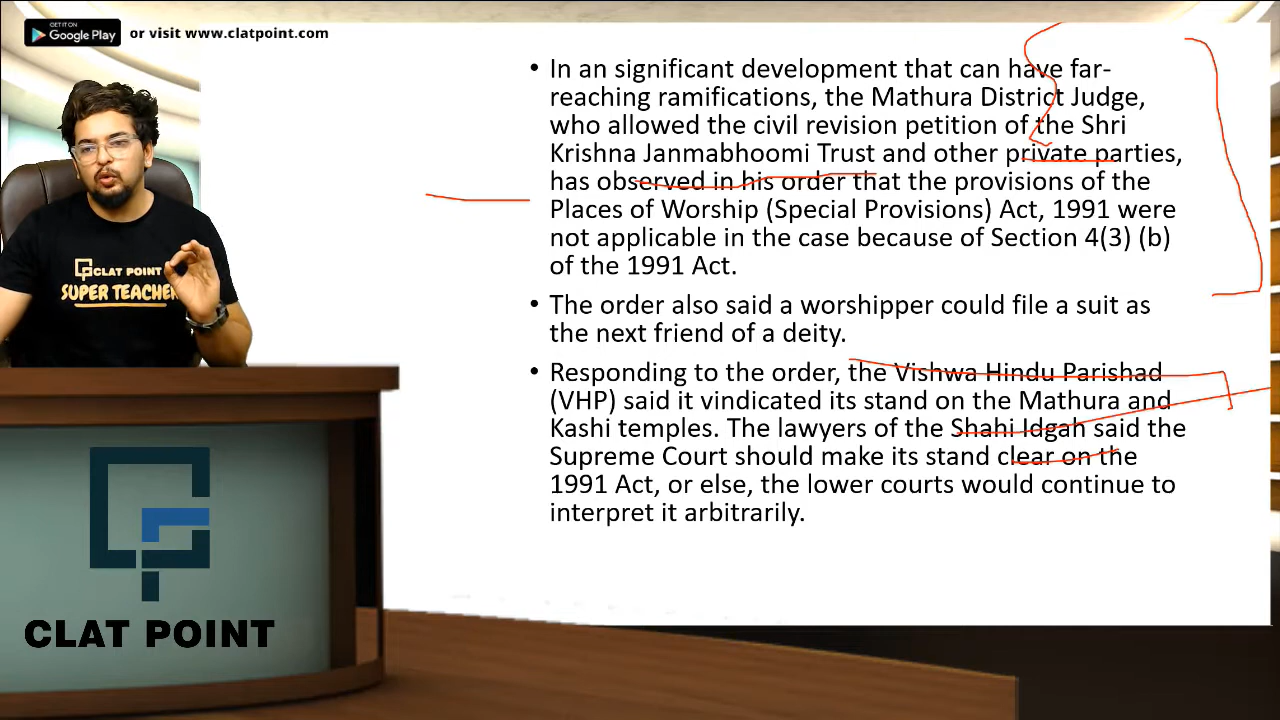 GET IT ON
Google Play
or visit www.clatpoint.com
• In an significant development that can have far-
reaching ramifications, the Mathura District Judge,
who allowed the civil revision petition of the Shri
Krishna Janmabhoomi Trust and other private parties,
has observed in his order that the provisions of the
Places of Worship (Special Provisions) Act, 1991 were
not applicable in the case because of Section 4(3) (b)
of the 1991 Act.
• The order also said a worshipper could file a suit as
the next friend of a deity.
• Responding to the order, the Vishwa Hindu Parishad
(VHP) said it vindicated its stand on the Mathura and
Kashi temples. The lawyers of the Shahi Idgah said the
Supreme Court should make its stand clear on the
1991 Act, or else, the lower courts would continue to
interpret it arbitrarily.
CLAT POINT
SUPER TEACHER
CLAT POINT